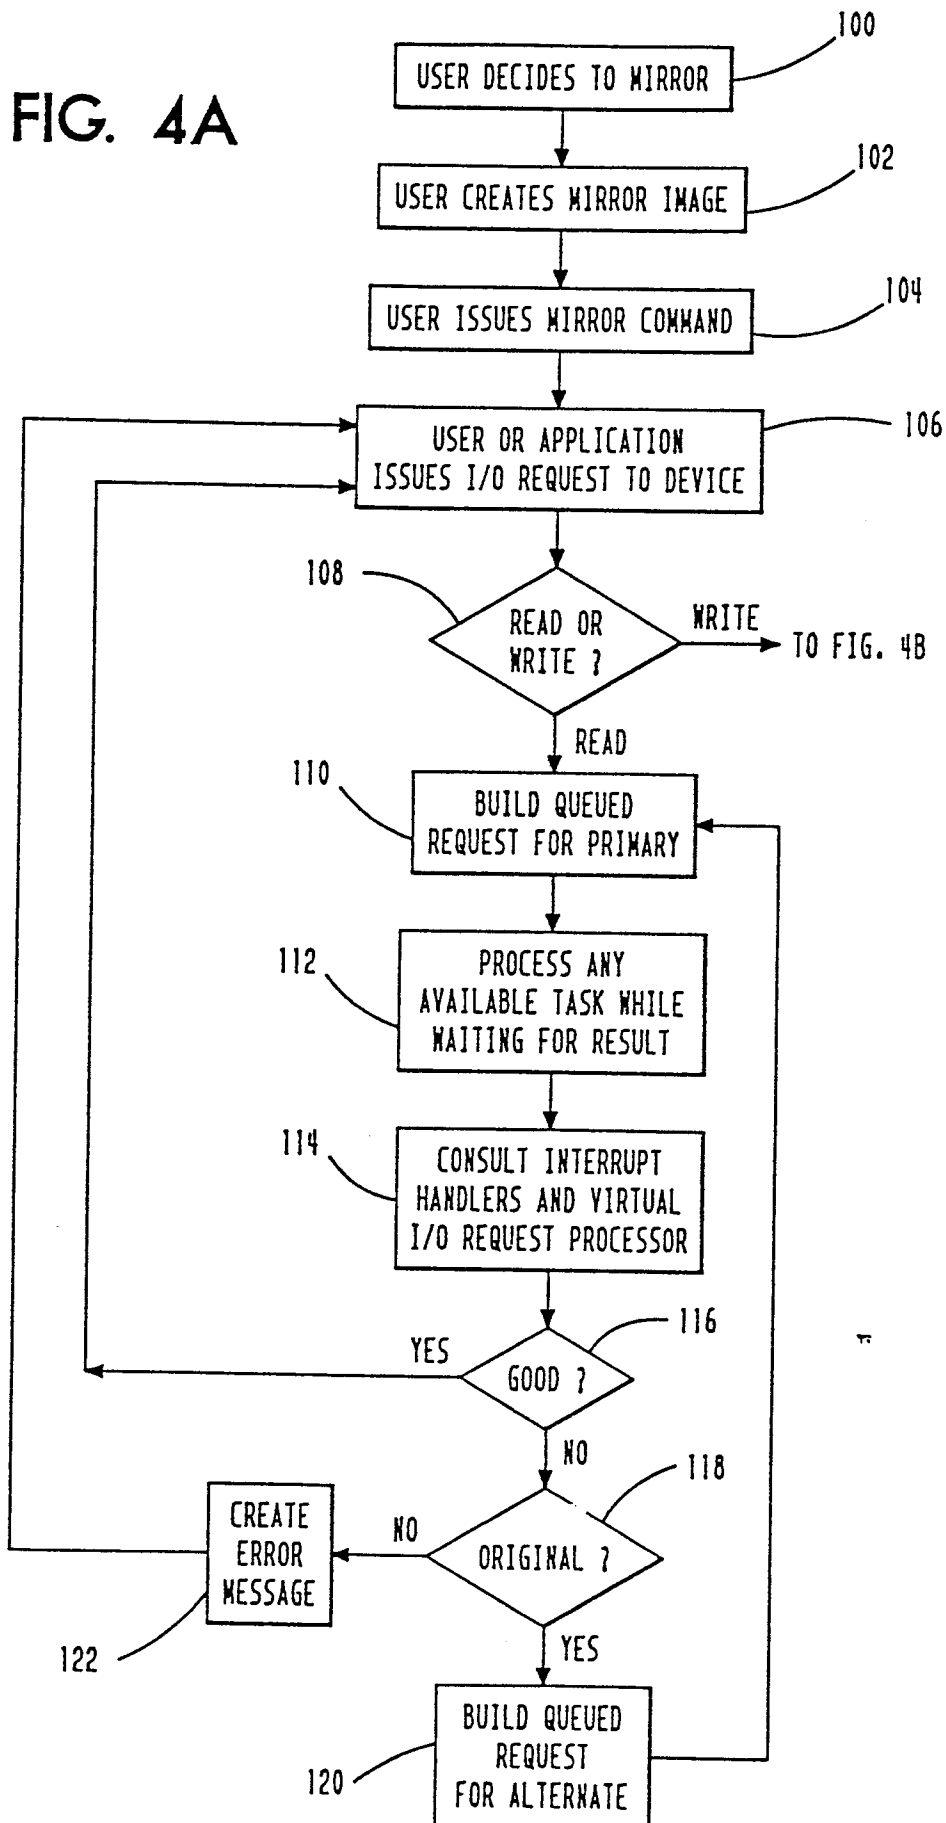 FIG. 4A
100
USER DECIDES TO MIRROR
102
USER CREATES MIRROR IMAGE
104
USER ISSUES MIRROR COMMAND
106
USER OR APPLICATION
ISSUES I/O REQUEST TO DEVICE
108
READ OR
WRITE ?
WRITE
TO FIG. 4B
READ
110
BUILD QUEUED
REQUEST FOR PRIMARY
112
PROCESS ANY
AVAILABLE TASK WHILE
WAITING FOR RESULT
114
CONSULT INTERRUPT
HANDLERS AND VIRTUAL
I/O REQUEST PROCESSOR
116
YES
GOOD ?
NO
118
CREATE
ERROR
MESSAGE
NO
ORIGINAL ?
122
YES
BUILD QUEUED
REQUEST
FOR ALTERNATE
120